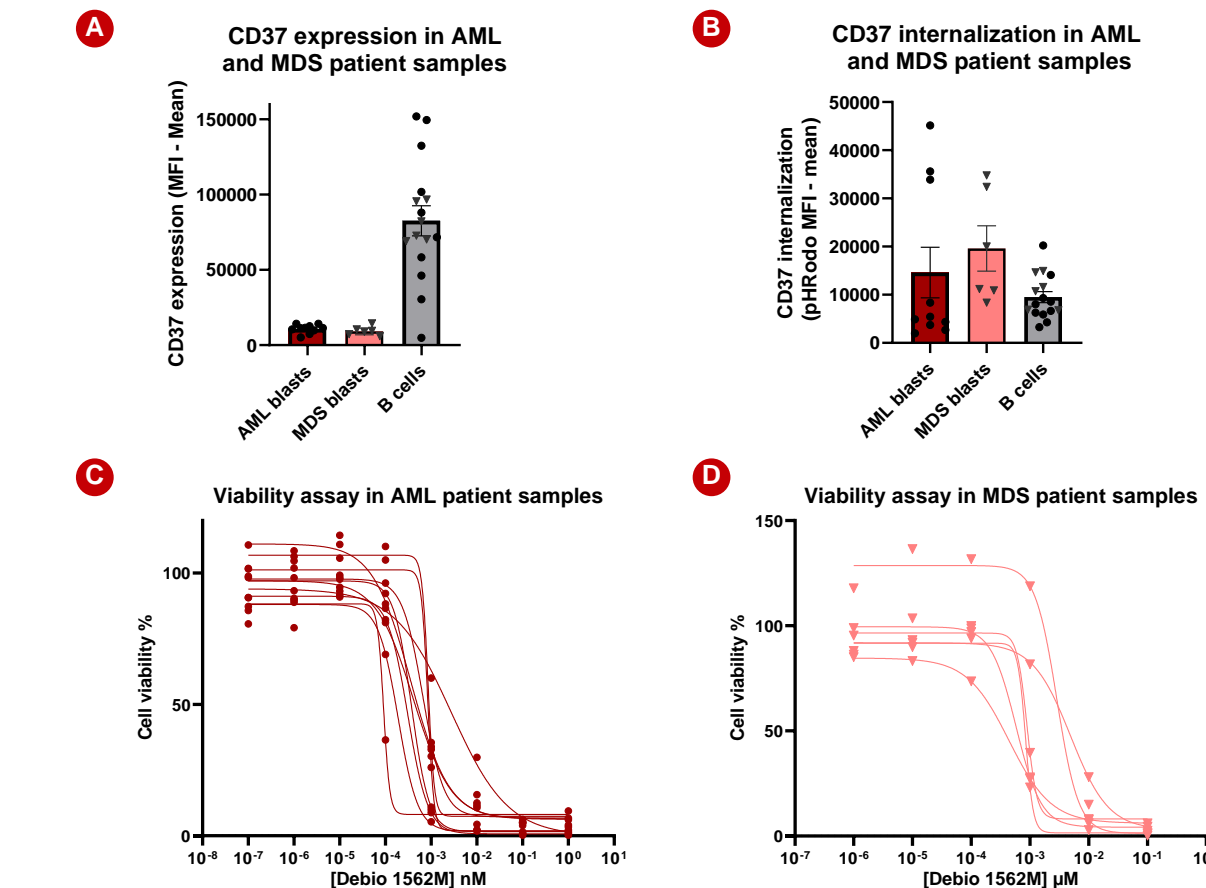 A
CD37 expression in AML
and MDS patient samples
CD37 expression (MFI - Mean)
150000
100000
50000
0
AML blasts
MDS blasts
B cells
B
CD37 internalization in AML
and MDS patient samples
CD37 internalization
(pHRodo MFI - mean)
50000
40000
30000
20000
10000
0
AML blasts
MDS blasts
B cells
C
Viability assay in AML patient samples
Cell viability %
100
50
0
10-8 10-7 10-6 10-5 10-4 10-3 10-2 10-1 100 101
[Debio 1562M] nM
D
Viability assay in MDS patient samples
Cell viability %
150
100
50
0
10-7 10-6 10-5 10-4 10-3 10-2 10-1
[Debio 1562M] µM